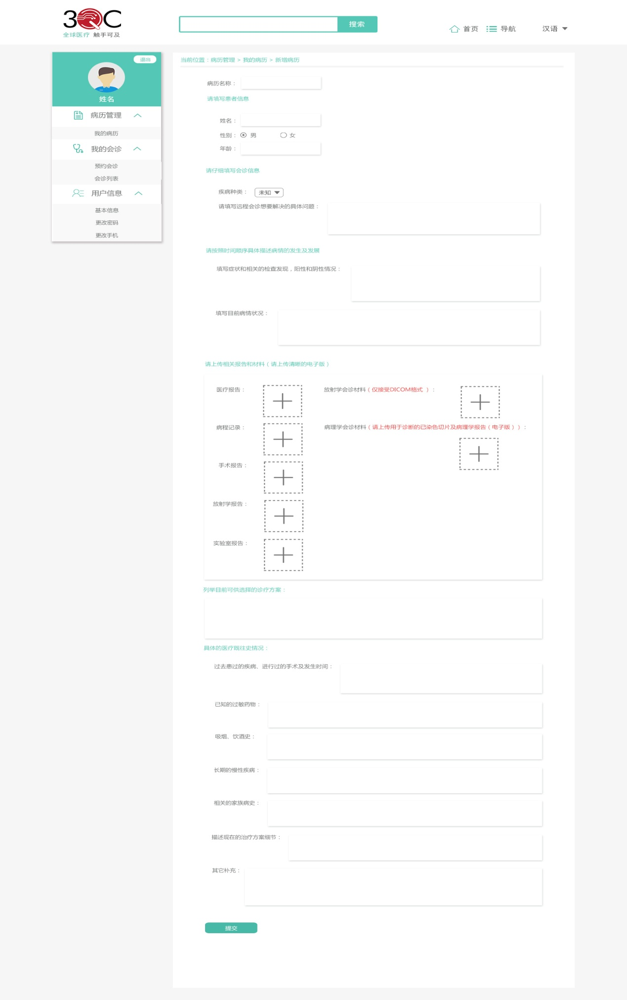 3QC
全球医疗 触手可及
搜索
首页
导航
汉语
退出
姓名
病历管理
我的病历
我的会诊
预约会诊
会诊列表
用户信息
基本信息
更改密码
更改手机
当前位置：病历管理 > 我的病历 > 新增病历
病历名称：
请填写患者信息
姓名：
性别： 男 女
年龄：
请仔细填写会诊信息
疾病种类： 未知
请填写远程会诊想要解决的具体问题：
请按照时间顺序具体描述病情的发生及发展
填写症状和相关的检查发现，阳性和阴性情况：
填写目前病情状况：
请上传相关报告和材料（请上传清晰的电子版）
医疗报告：
放射学会诊材料（仅接受DICOM格式 ）：
病程记录：
病理学会诊材料（请上传用于诊断的已染色切片及病理学报告（电子版））：
手术报告：
放射学报告：
实验室报告：
列举目前可供选择的诊疗方案：
具体的医疗既往史情况：
过去患过的疾病、进行过的手术及发生时间：
已知的过敏药物：
吸烟、饮酒史：
长期的慢性疾病：
相关的家族病史：
描述现在的治疗方案细节：
其它补充：
提交